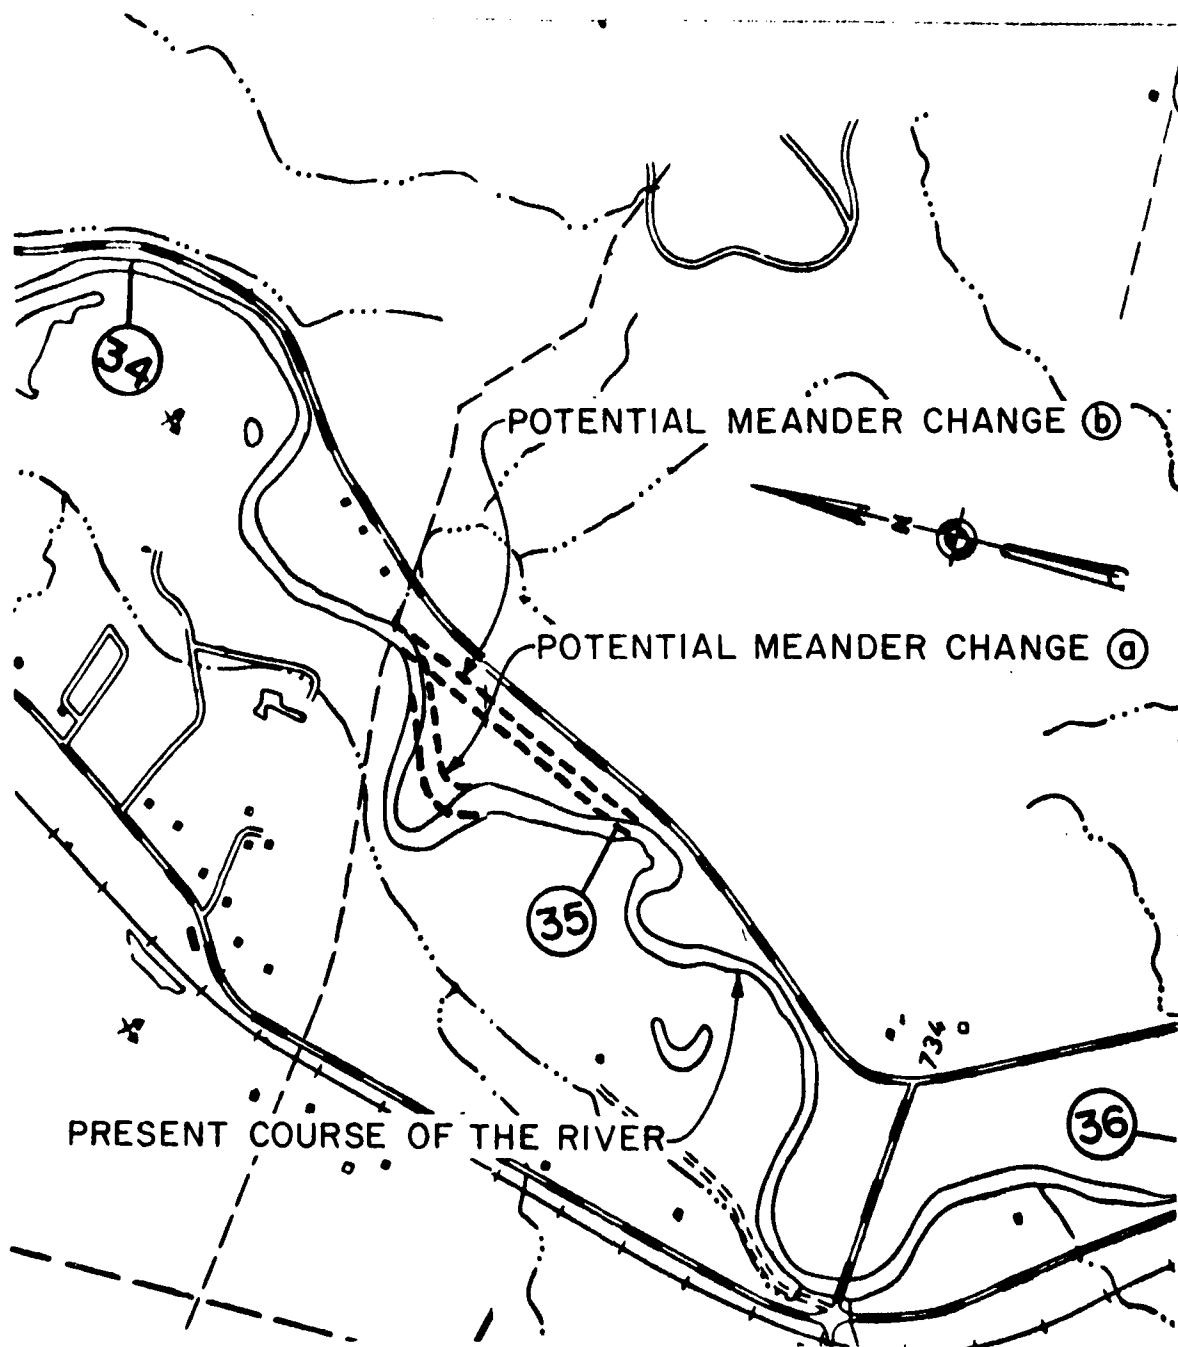 34
POTENTIAL MEANDER CHANGE ⓑ
N
POTENTIAL MEANDER CHANGE ⓐ
35
734
36
PRESENT COURSE OF THE RIVER